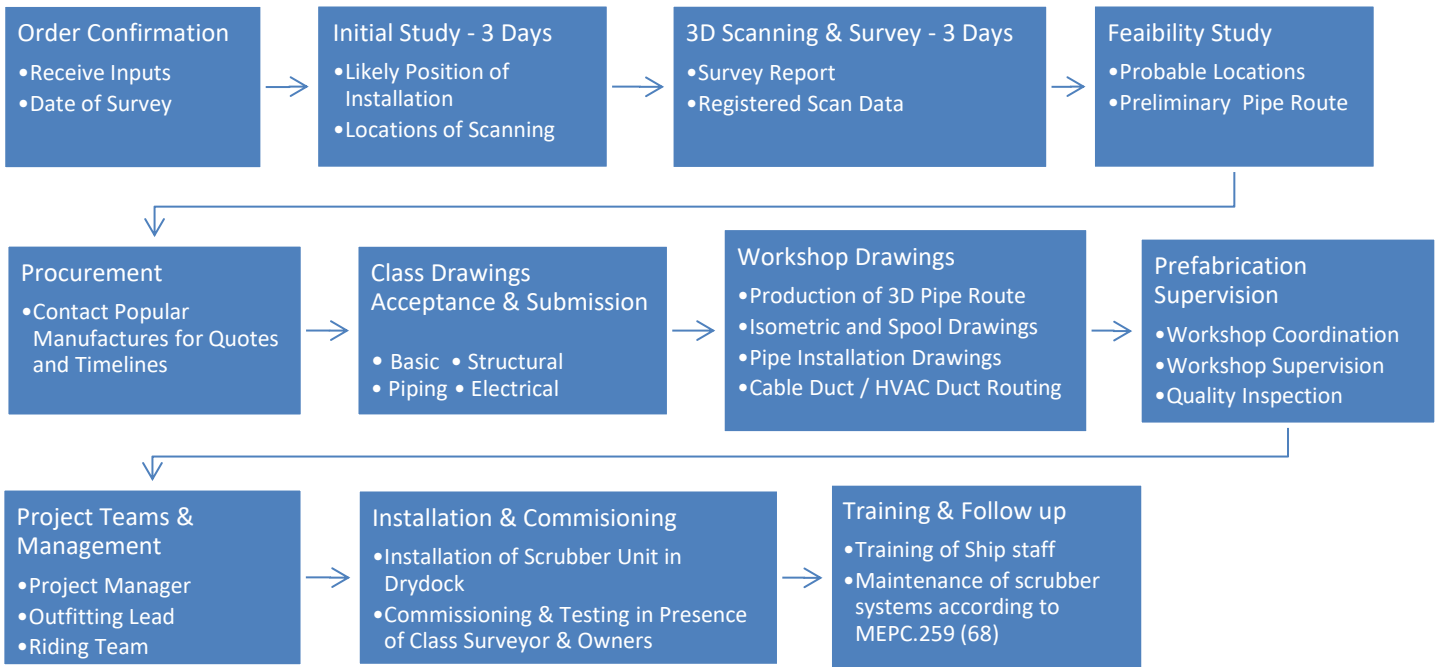 Order Confirmation
•Receive Inputs
•Date of Survey
Initial Study - 3 Days
•Likely Position of
Installation
•Locations of Scanning
3D Scanning & Survey - 3 Days
•Survey Report
•Registered Scan Data
Feaibility Study
•Probable Locations
•Preliminary Pipe Route
Procurement
•Contact Popular
Manufactures for Quotes
and Timelines
Class Drawings
Acceptance & Submission
• Basic • Structural
• Piping • Electrical
Workshop Drawings
•Production of 3D Pipe Route
•Isometric and Spool Drawings
•Pipe Installation Drawings
•Cable Duct / HVAC Duct Routing
Prefabrication
Supervision
•Workshop Coordination
•Workshop Supervision
•Quality Inspection
Project Teams &
Management
•Project Manager
•Outfitting Lead
•Riding Team
Installation & Commisioning
•Installation of Scrubber Unit in
Drydock
•Commissioning & Testing in Presence
of Class Surveyor & Owners
Training & Follow up
•Training of Ship staff
•Maintenance of scrubber
systems according to
MEPC.259 (68)